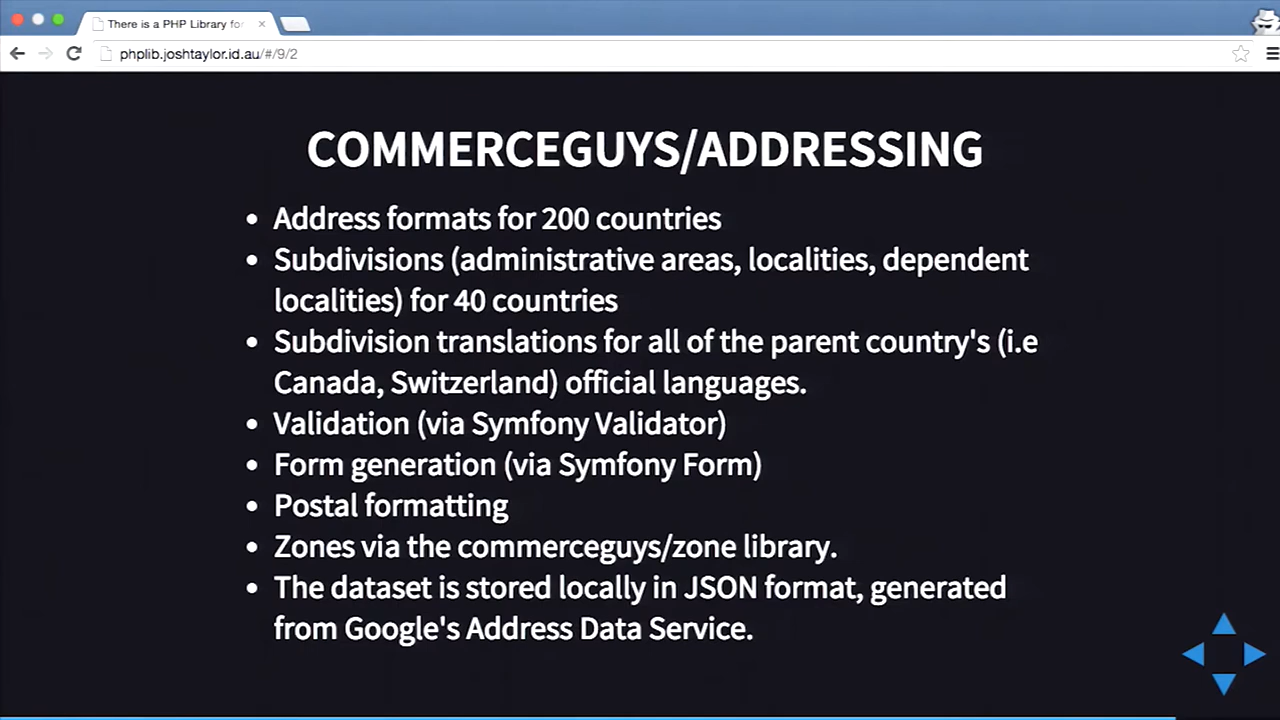 There is a PHP Library for
phplib.joshtaylor.id.au/#/9/2
COMMERCEGUYS/ADDRESSING
• Address formats for 200 countries
• Subdivisions (administrative areas, localities, dependent
localities) for 40 countries
• Subdivision translations for all of the parent country's (i.e
Canada, Switzerland) official languages.
• Validation (via Symfony Validator)
• Form generation (via Symfony Form)
• Postal formatting
• Zones via the commerceguys/zone library.
• The dataset is stored locally in JSON format, generated
from Google's Address Data Service.